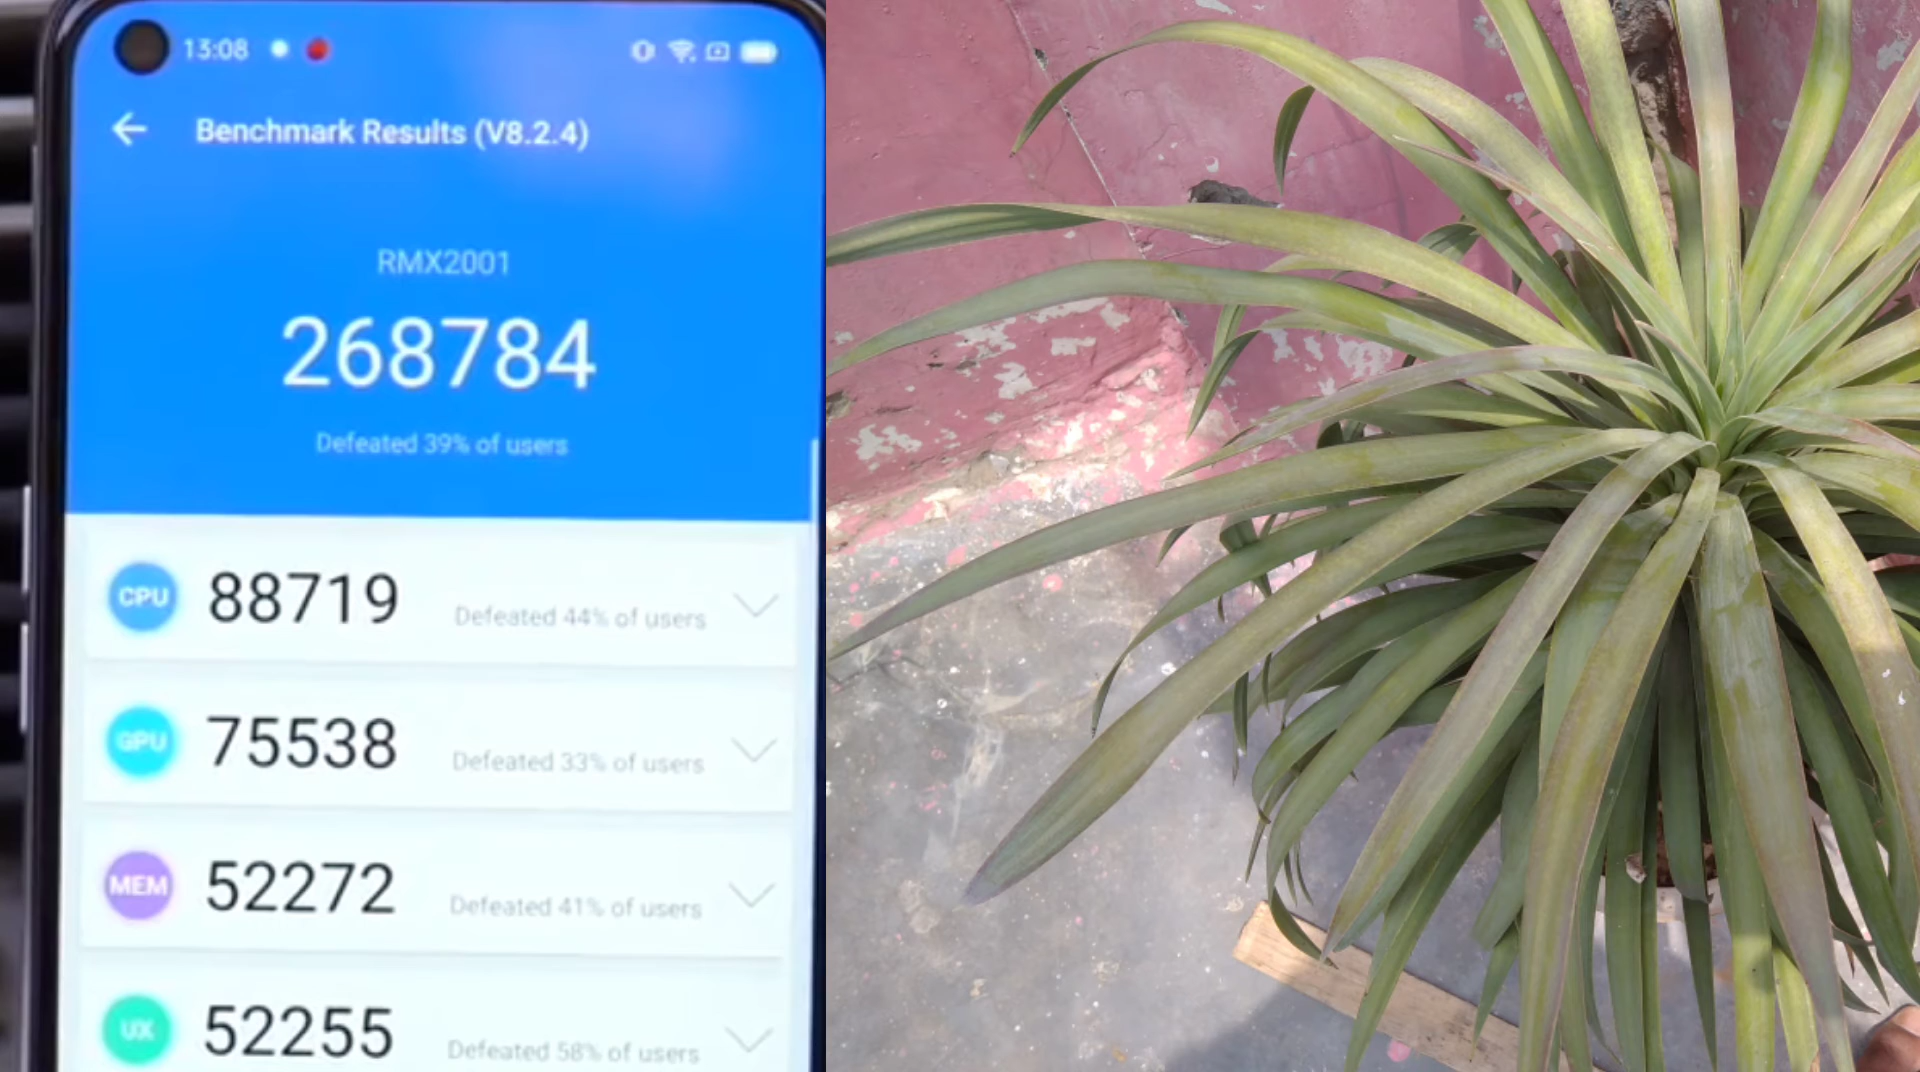 13:08
Benchmark Results (V8.2.4)
RMX2001
268784
Defeated 39% of users
CPU 88719 Defeated 44% of users
GPU 75538 Defeated 33% of users
MEM 52272 Defeated 41% of users
UX 52255 Defeated 58% of users